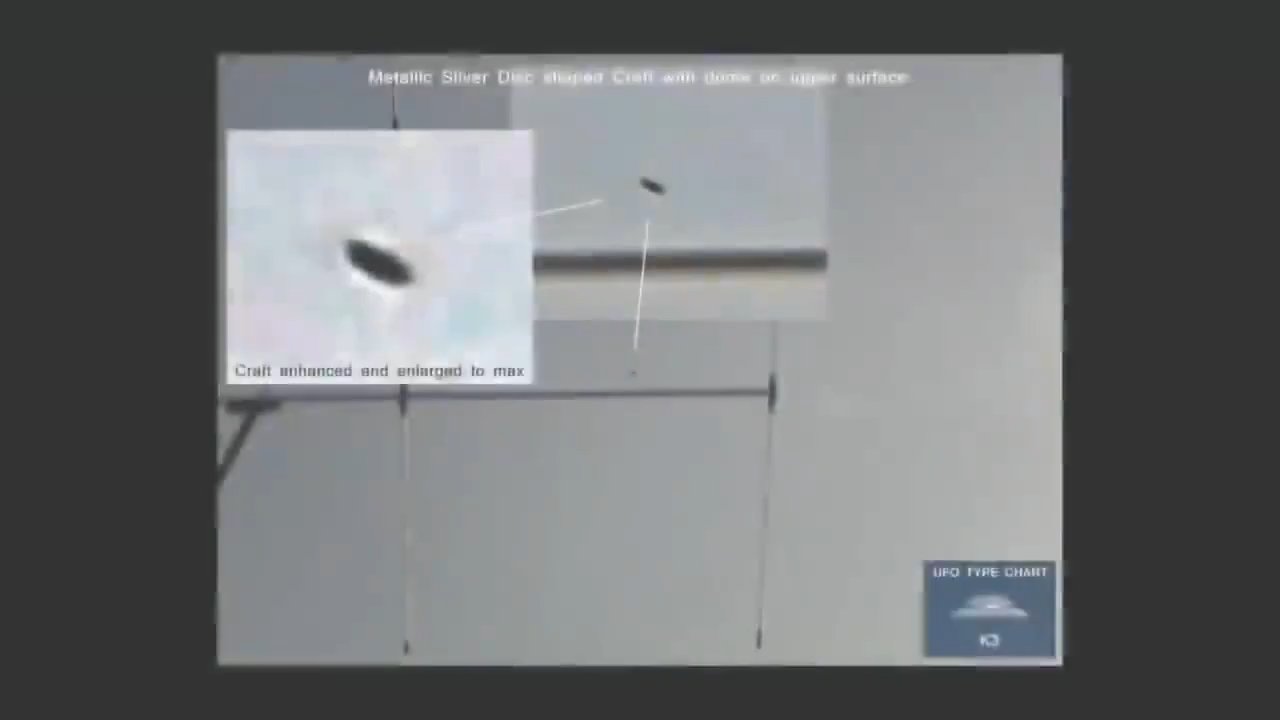 Metallic Silver Disc shaped Craft with dome on upper surface
Craft enhanced and enlarged to max
UFO TYPE CHART
K3